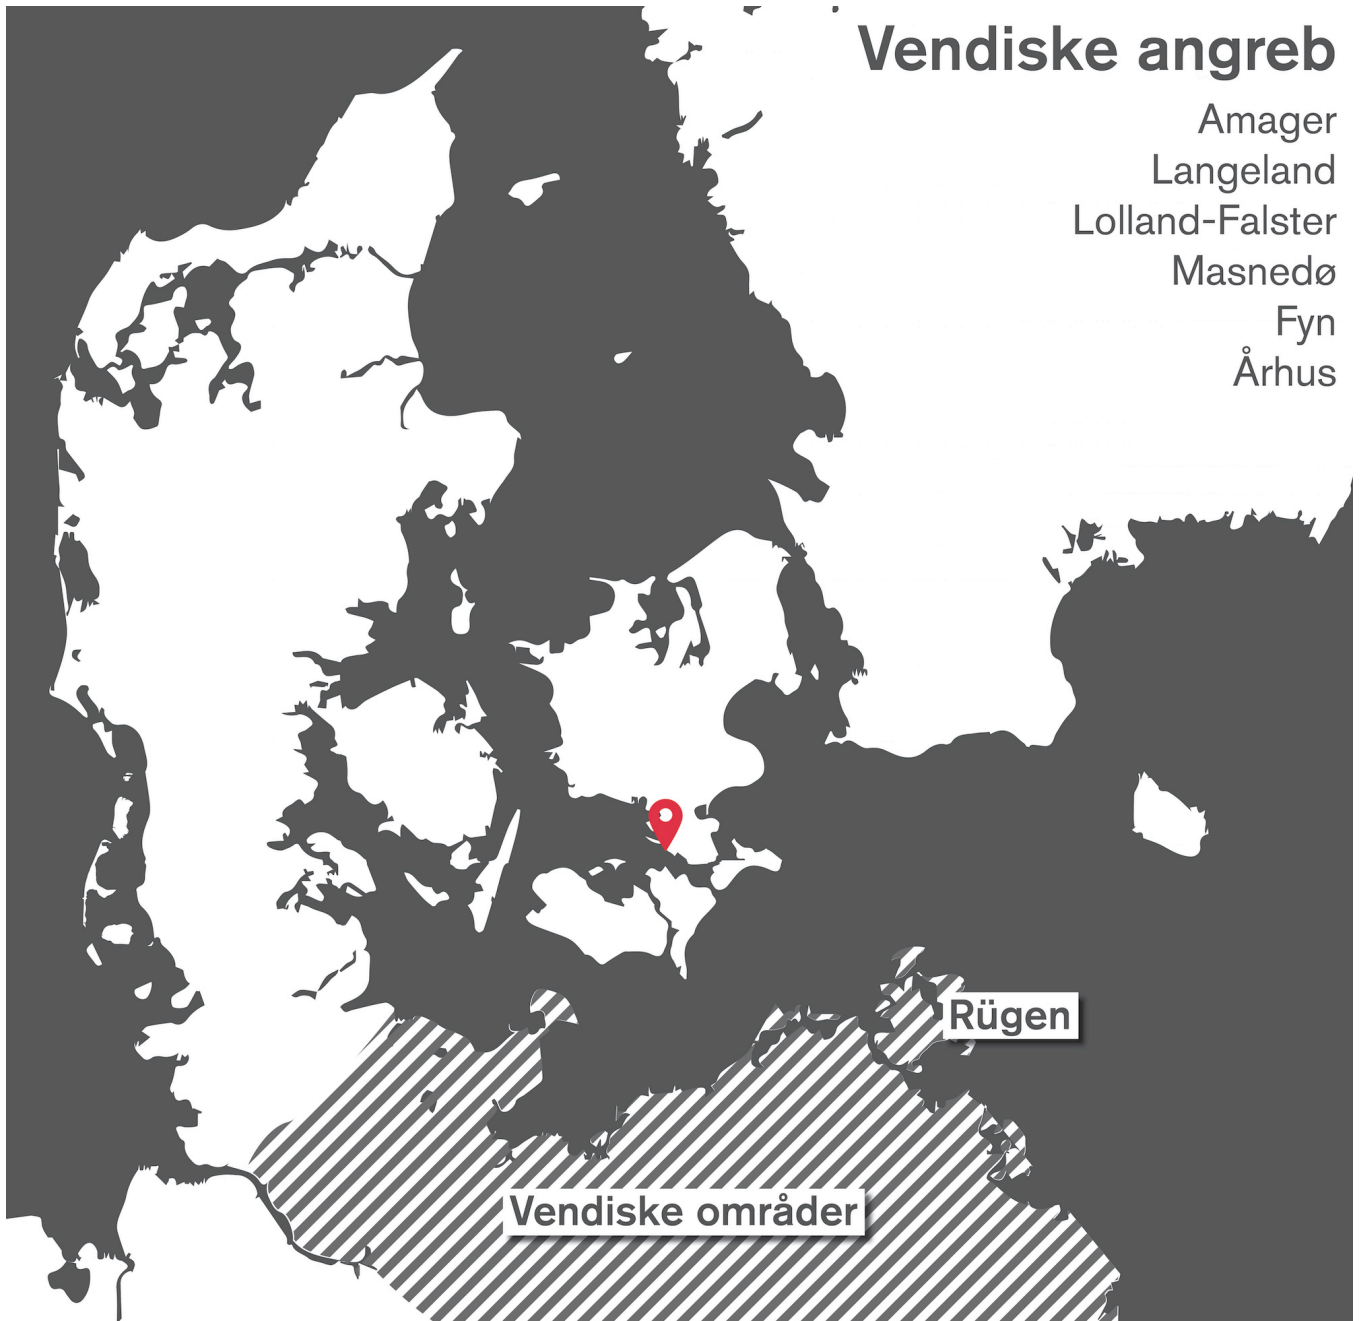 Vendiske angreb
Amager
Langeland
Lolland-Falster
Masnedø
Fyn
Århus
Rügen
Vendiske områder